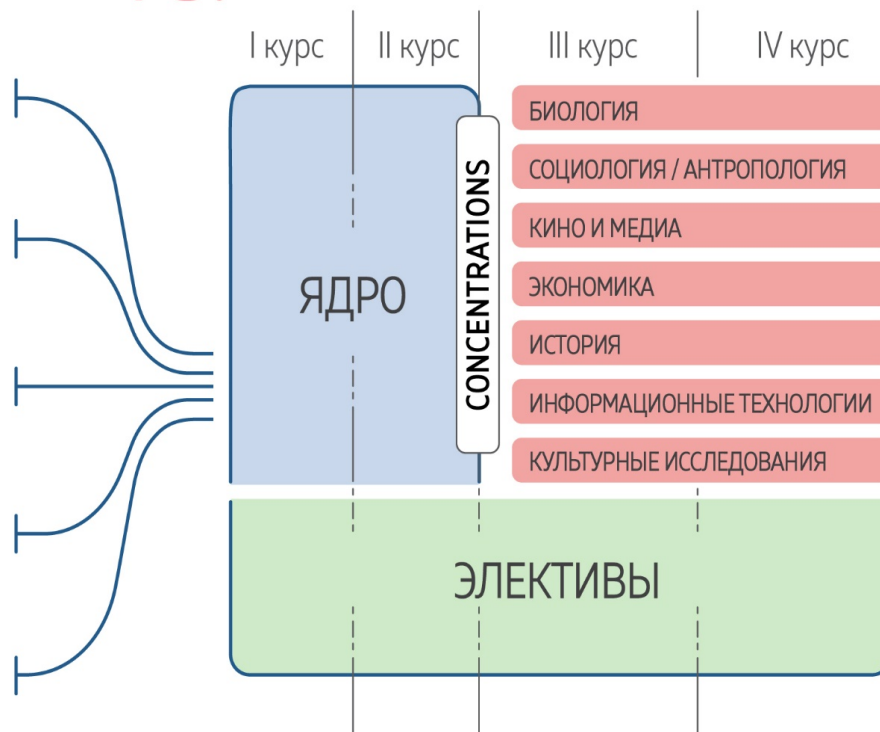 I курс
II курс
III курс
IV курс
БИОЛОГИЯ
СОЦИОЛОГИЯ / АНТРОПОЛОГИЯ
КИНО И МЕДИА
ЭКОНОМИКА
ИСТОРИЯ
ИНФОРМАЦИОННЫЕ ТЕХНОЛОГИИ
КУЛЬТУРНЫЕ ИССЛЕДОВАНИЯ
CONCENTRATIONS
ЯДРО
ЭЛЕКТИВЫ